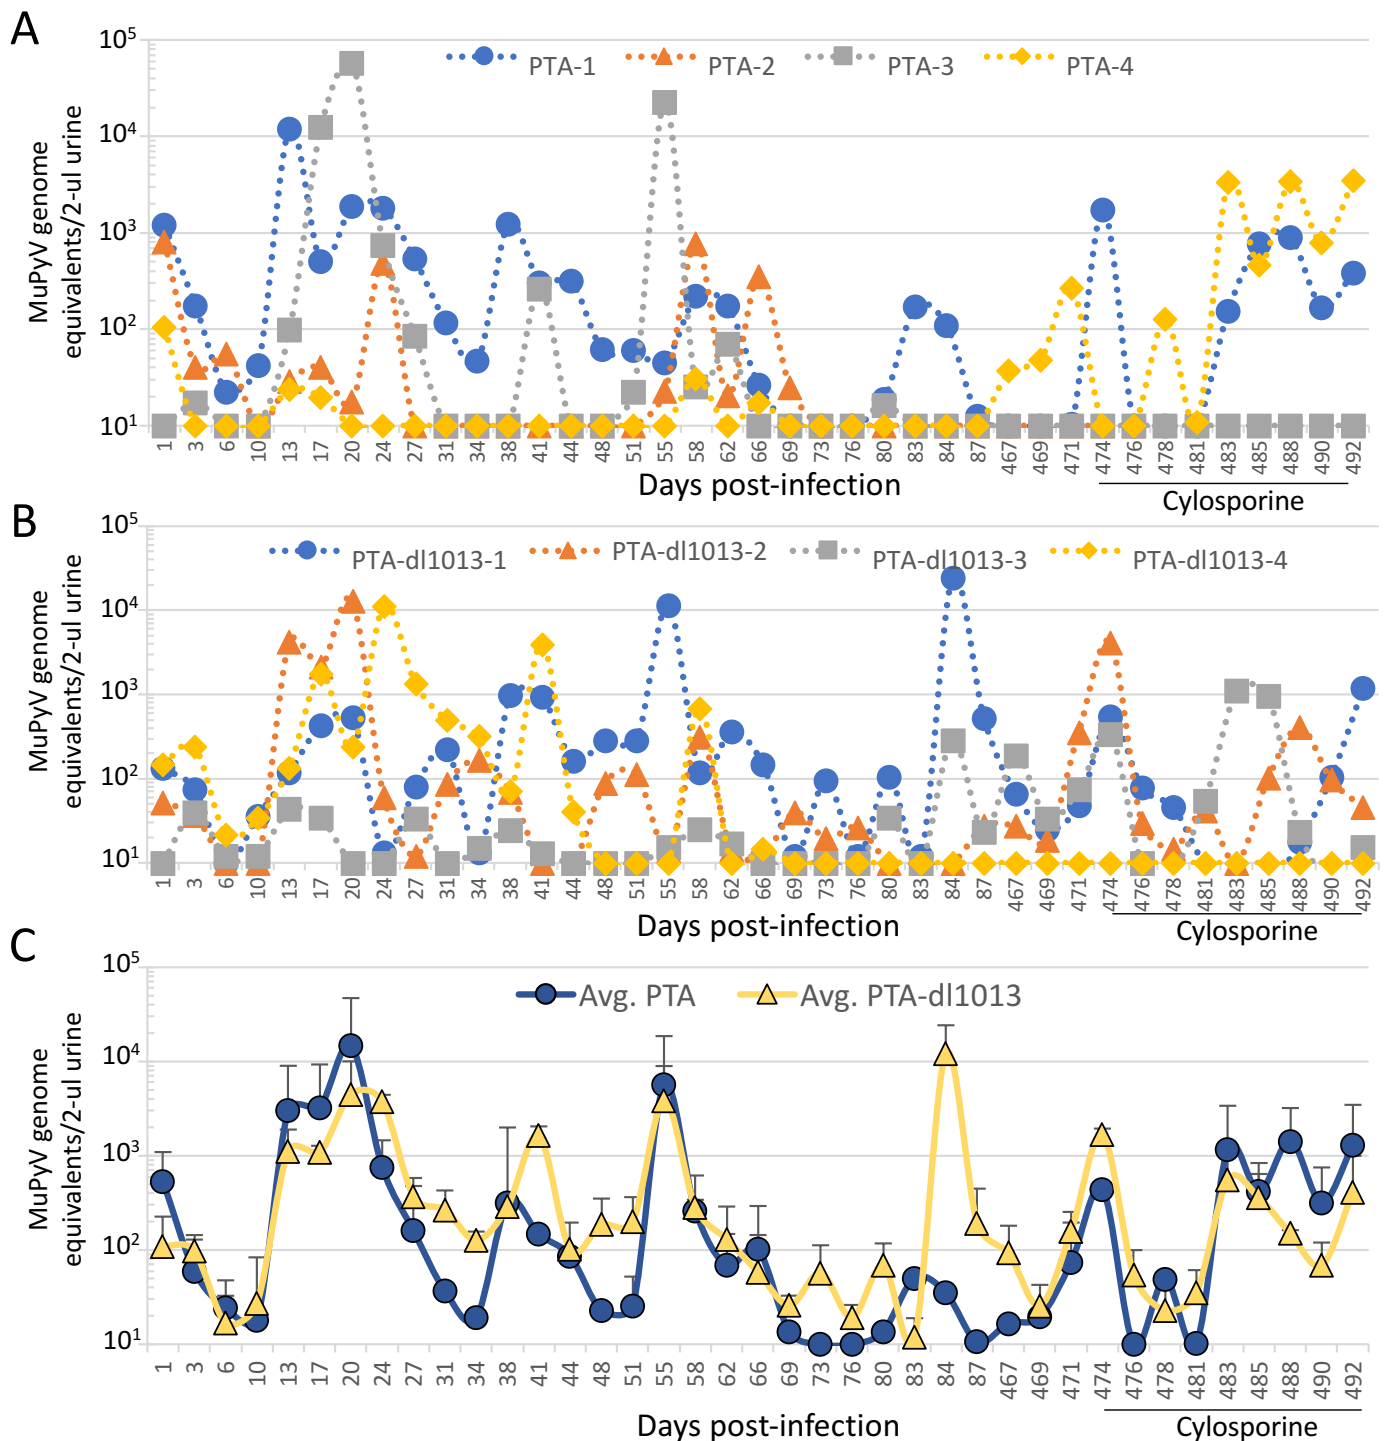 A
10^5
10^4
10^3
10^2
10^1
MuPyV genome
equivalents/2-ul urine
PTA-1 PTA-2 PTA-3 PTA-4
1 3 6 10 13 17 20 24 27 31 34 38 41 44 48 51 55 58 62 66 69 73 76 80 83 84 87 467 469 471 474 476 478 481 483 485 488 490 492
Days post-infection
Cylosporine
B
10^5
10^4
10^3
10^2
10^1
MuPyV genome
equivalents/2-ul urine
PTA-dl1013-1 PTA-dl1013-2 PTA-dl1013-3 PTA-dl1013-4
1 3 6 10 13 17 20 24 27 31 34 38 41 44 48 51 55 58 62 66 69 73 76 80 83 84 87 467 469 471 474 476 478 481 483 485 488 490 492
Days post-infection
Cylosporine
C
10^5
10^4
10^3
10^2
10^1
MuPyV genome
equivalents/2-ul urine
Avg. PTA Avg. PTA-dl1013
1 3 6 10 13 17 20 24 27 31 34 38 41 44 48 51 55 58 62 66 69 73 76 80 83 84 87 467 469 471 474 476 478 481 483 485 488 490 492
Days post-infection
Cylosporine